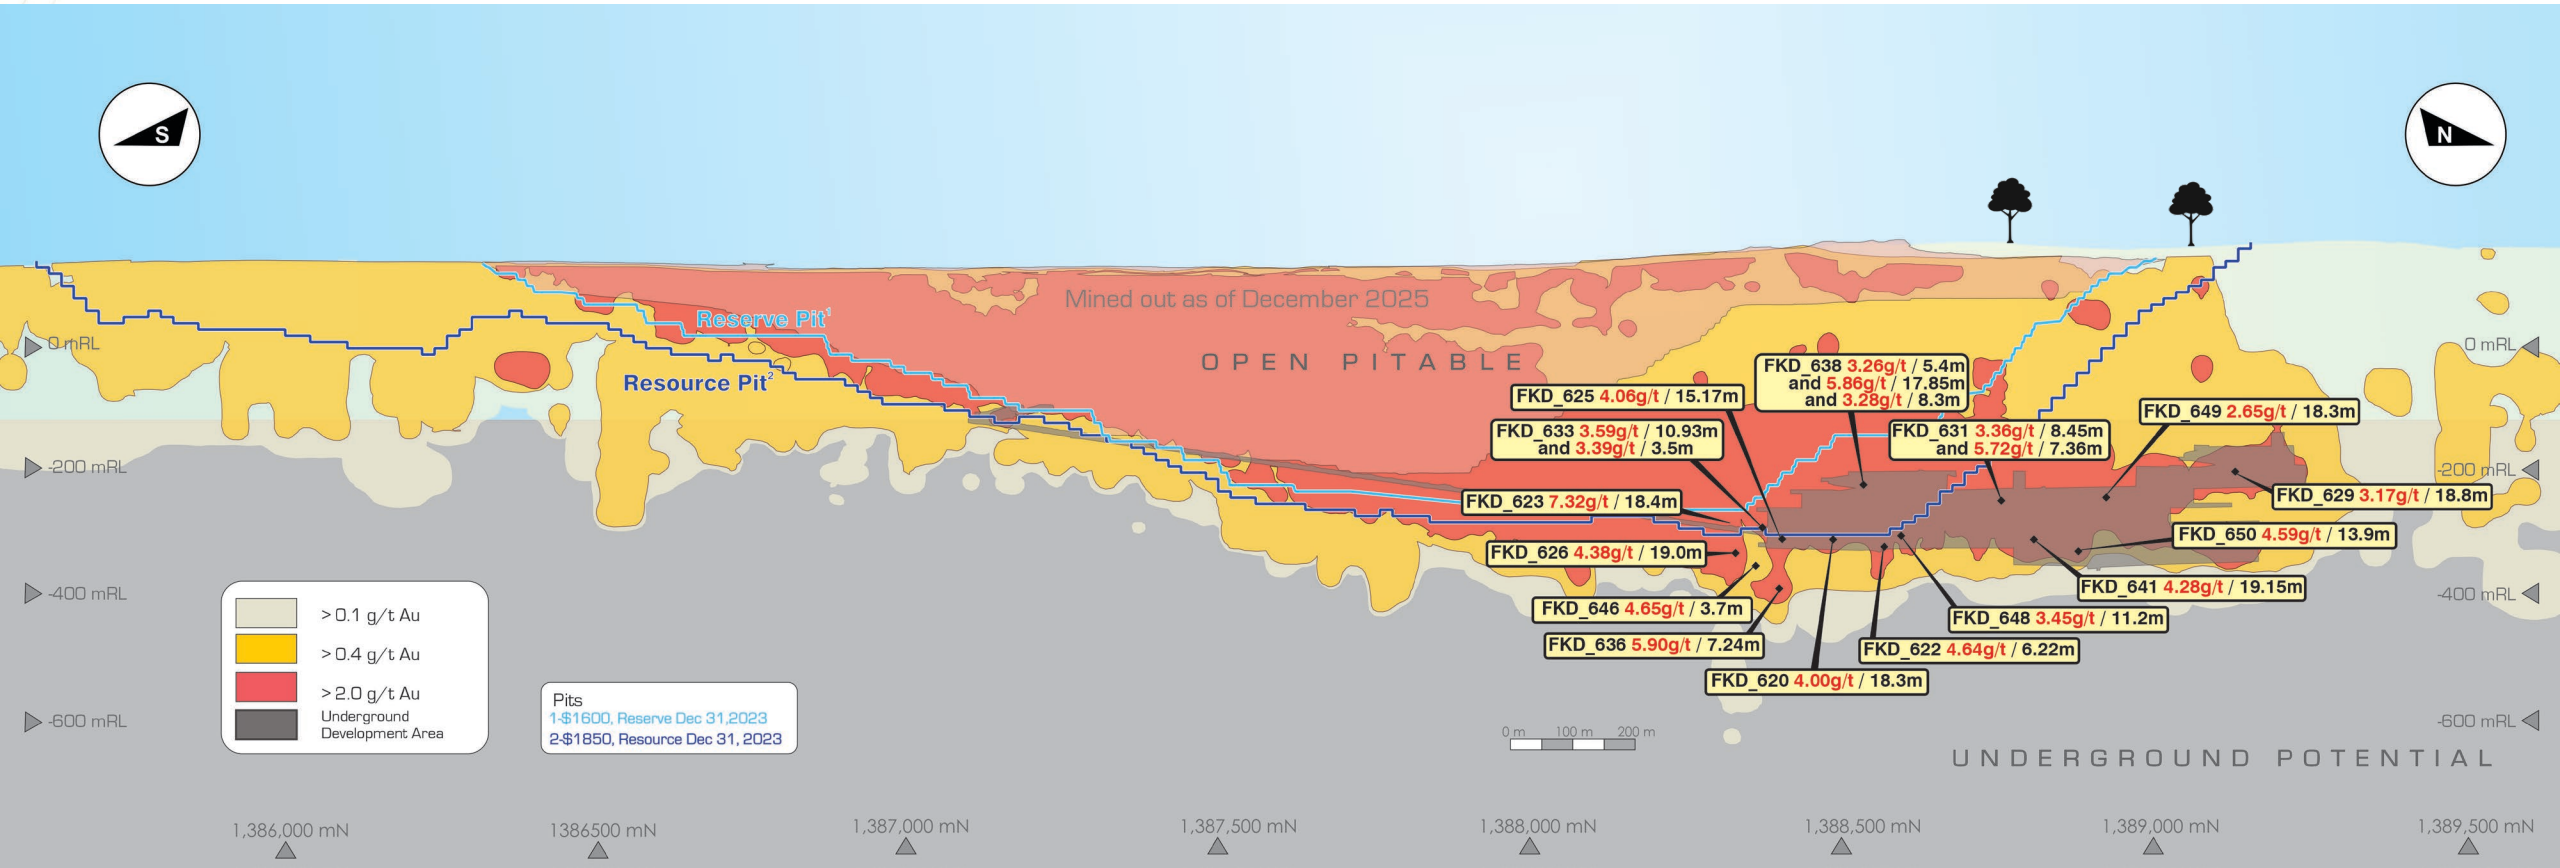 S
N
Mined out as of December 2025
Reserve Pit1
OPEN PITABLE
Resource Pit2
0 mRL
0 mRL
-200 mRL
-200 mRL
-400 mRL
-400 mRL
-600 mRL
-600 mRL
FKD_638 3.26g/t / 5.4m
and 5.86g/t / 17.85m
and 3.28g/t / 8.3m
FKD_625 4.06g/t / 15.17m
FKD_649 2.65g/t / 18.3m
FKD_633 3.59g/t / 10.93m
and 3.39g/t / 3.5m
FKD_631 3.36g/t / 8.45m
and 5.72g/t / 7.36m
FKD_623 7.32g/t / 18.4m
FKD_629 3.17g/t / 18.8m
FKD_626 4.38g/t / 19.0m
FKD_650 4.59g/t / 13.9m
FKD_641 4.28g/t / 19.15m
FKD_646 4.65g/t / 3.7m
FKD_648 3.45g/t / 11.2m
FKD_636 5.90g/t / 7.24m
FKD_622 4.64g/t / 6.22m
FKD_620 4.00g/t / 18.3m
> 0.1 g/t Au
> 0.4 g/t Au
> 2.0 g/t Au
Underground
Development Area
Pits
1-$1600, Reserve Dec 31,2023
2-$1850, Resource Dec 31, 2023
0 m 100 m 200 m
UNDERGROUND POTENTIAL
1,386,000 mN
1386500 mN
1,387,000 mN
1,387,500 mN
1,388,000 mN
1,388,500 mN
1,389,000 mN
1,389,500 mN